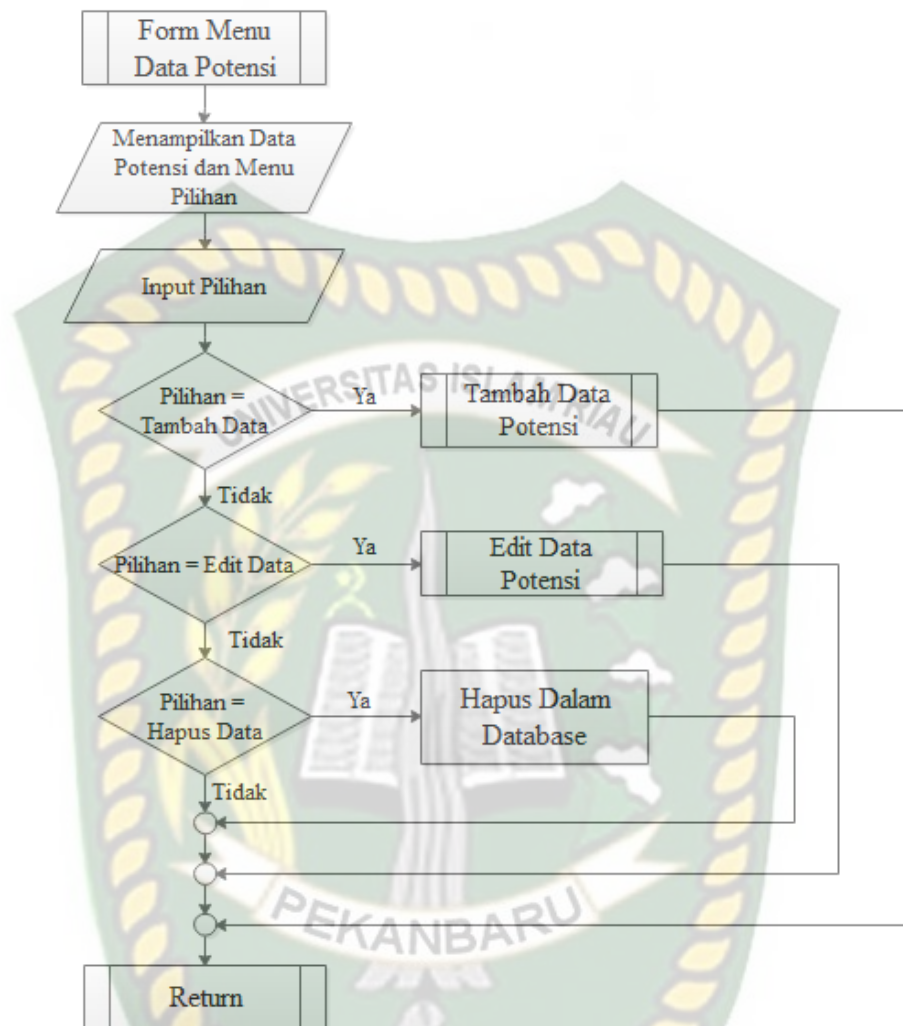 Form Menu
Data Potensi
Menampilkan Data
Potensi dan Menu
Pilihan
Input Pilihan
UNIVERSITAS ISLAM RIAU
Pilihan =
Tambah Data
Ya
Tambah Data
Potensi
Tidak
Pilihan = Edit Data
Ya
Edit Data
Potensi
Tidak
Pilihan =
Hapus Data
Ya
Hapus Dalam
Database
Tidak
PEKANBARU
Return